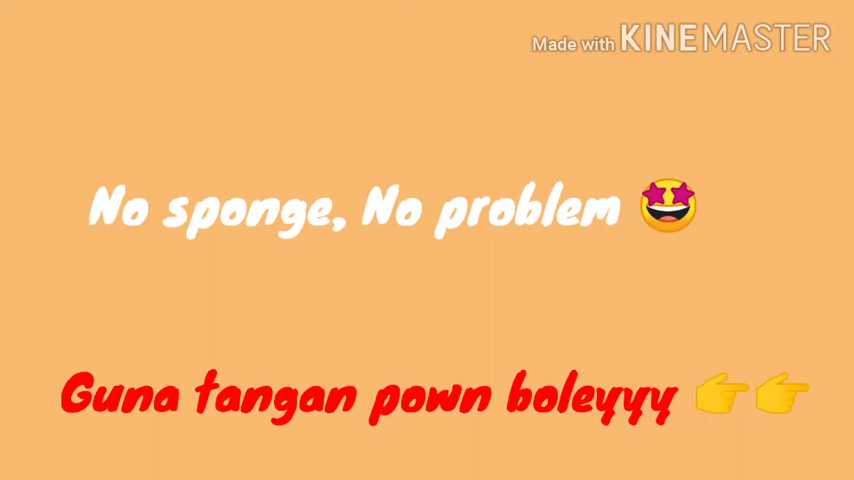 Made with KINEMASTER
No sponge, No problem 🤩
Guna tangan pown boleyyy 👉👉